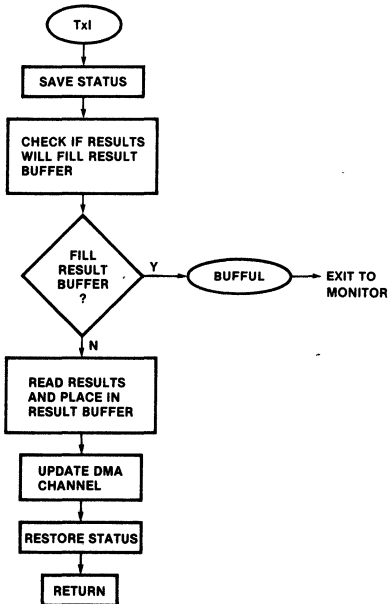 TxI
SAVE STATUS
CHECK IF RESULTS
WILL FILL RESULT
BUFFER
FILL
RESULT
BUFFER
?
Y
BUFFUL
EXIT TO
MONITOR
N
READ RESULTS
AND PLACE IN
RESULT BUFFER
UPDATE DMA
CHANNEL
RESTORE STATUS
RETURN